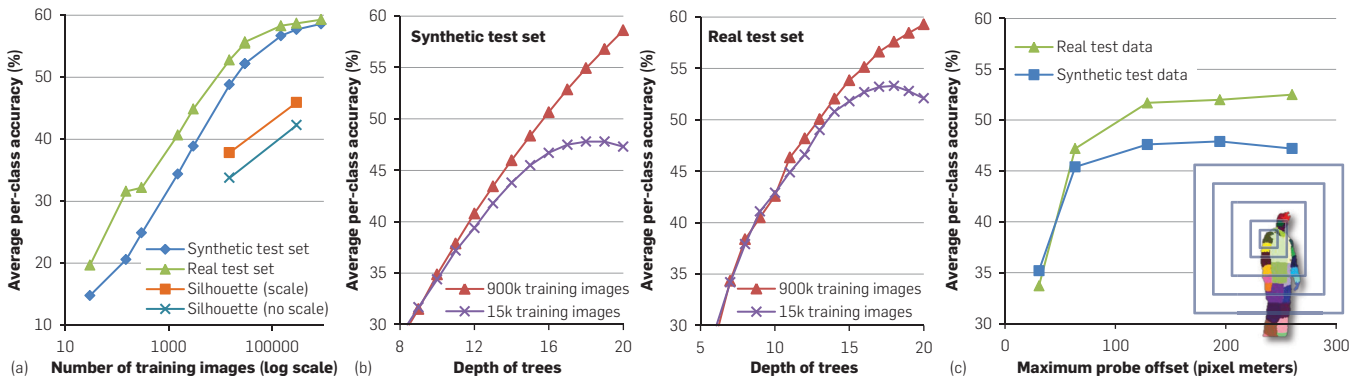 Average per-class accuracy (%)
60
50
40
30
20
10
Synthetic test set
Real test set
Silhouette (scale)
Silhouette (no scale)
10
1000
100000
(a) Number of training images (log scale)
Average per-class accuracy (%)
60
55
50
45
40
35
30
Synthetic test set
900k training images
15k training images
8
12
16
20
(b) Depth of trees
Average per-class accuracy (%)
60
55
50
45
40
35
30
Real test set
900k training images
15k training images
5
10
15
20
Depth of trees
Average per-class accuracy (%)
60
55
50
45
40
35
30
Real test data
Synthetic test data
0
100
200
300
(c) Maximum probe offset (pixel meters)